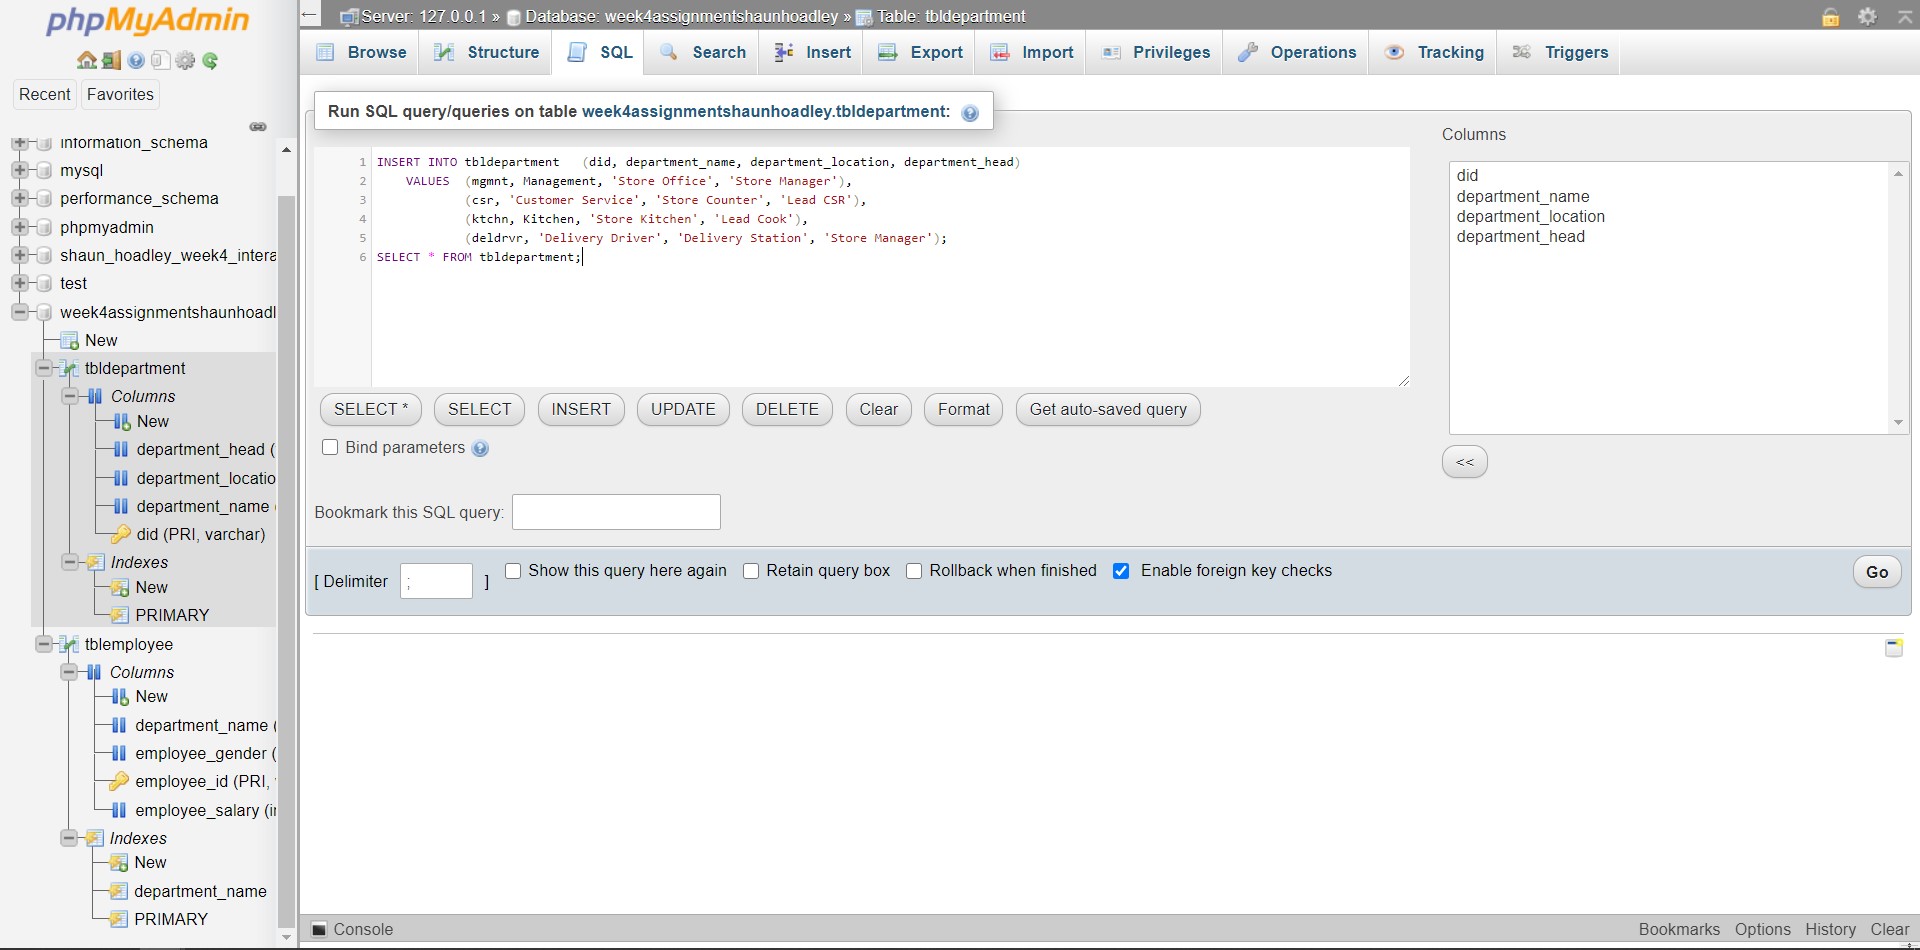 phpMyAdmin
Recent Favorites
information_schema
mysql
performance_schema
phpmyadmin
shaun_hoadley_week4_intera
test
week4assignmentshaunhoadl
New
tbldepartment
Columns
New
department_head (
department_locatio
department_name
did (PRI, varchar)
Indexes
New
PRIMARY
tblemployee
Columns
New
department_name (
employee_gender (
employee_id (PRI,
employee_salary (i
Indexes
New
department_name
PRIMARY
Server: 127.0.0.1 » Database: week4assignmentshaunhoadley » Table: tbldepartment
Browse Structure SQL Search Insert Export Import Privileges Operations Tracking Triggers
Run SQL query/queries on table week4assignmentshaunhoadley.tbldepartment:
1 INSERT INTO tbldepartment (did, department_name, department_location, department_head)
2 VALUES (mgmnt, Management, 'Store Office', 'Store Manager'),
3 (csr, 'Customer Service', 'Store Counter', 'Lead CSR'),
4 (ktchn, Kitchen, 'Store Kitchen', 'Lead Cook'),
5 (deldrvr, 'Delivery Driver', 'Delivery Station', 'Store Manager');
6 SELECT * FROM tbldepartment;
Columns
did
department_name
department_location
department_head
SELECT * SELECT INSERT UPDATE DELETE Clear Format Get auto-saved query
<<
Bind parameters
Bookmark this SQL query:
[ Delimiter ; ] Show this query here again Retain query box Rollback when finished Enable foreign key checks Go
Console Bookmarks Options History Clear